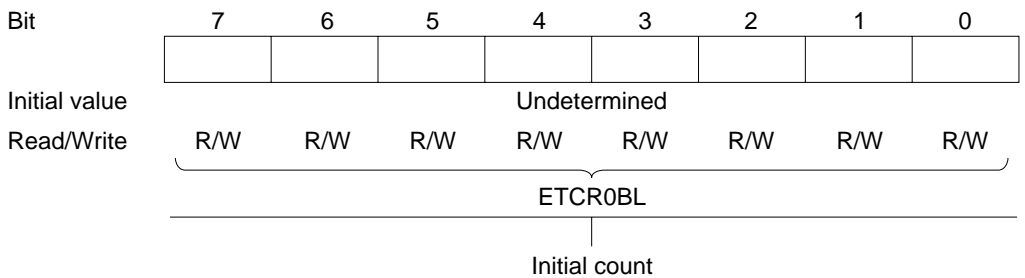 Bit 7 6 5 4 3 2 1 0
Initial value Undetermined
Read/Write R/W R/W R/W R/W R/W R/W R/W R/W
ETCR0BL
Initial count